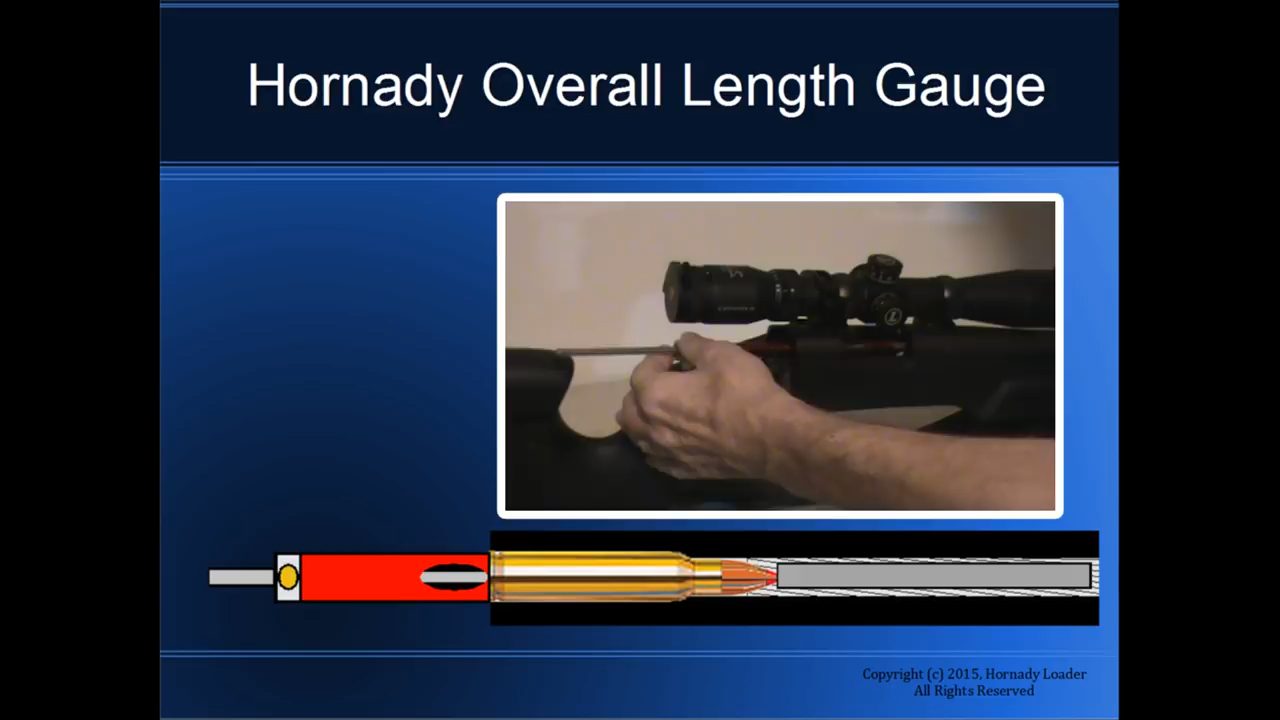 Hornady Overall Length Gauge
Copyright (c) 2015, Hornady Loader
All Rights Reserved